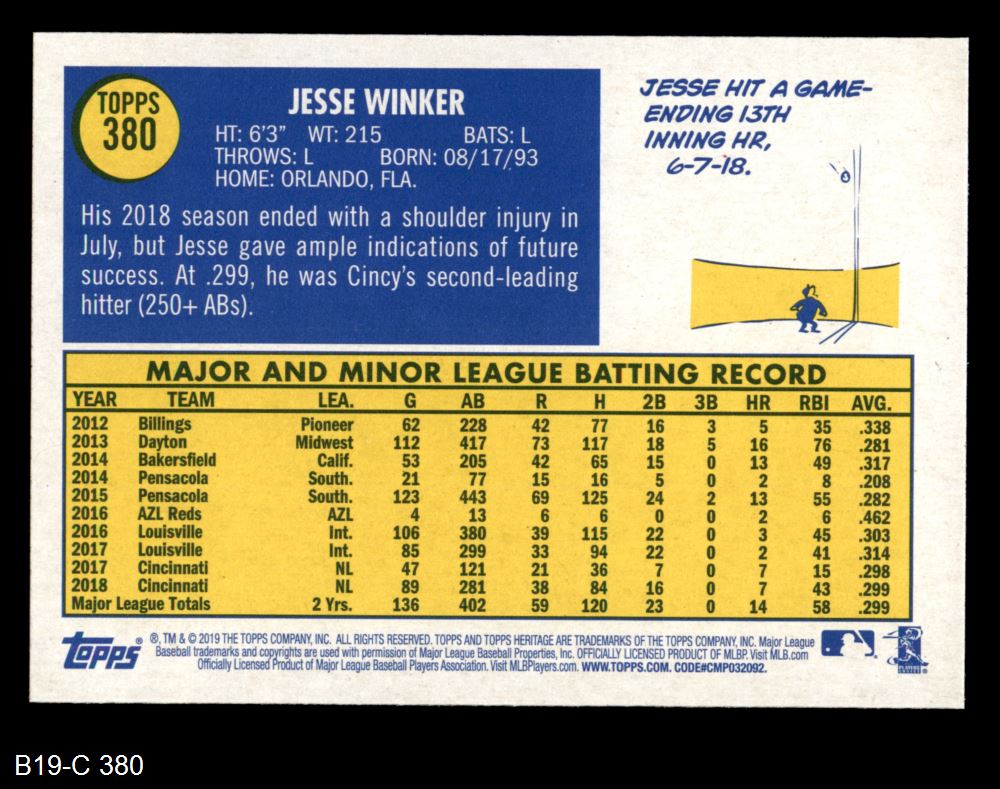 TOPPS
380
JESSE WINKER
HT: 6'3" WT: 215 BATS: L
THROWS: L BORN: 08/17/93
HOME: ORLANDO, FLA.
His 2018 season ended with a shoulder injury in
July, but Jesse gave ample indications of future
success. At .299, he was Cincy's second-leading
hitter (250+ ABs).
JESSE HIT A GAME-
ENDING 13TH
INNING HR,
6-7-18.
MAJOR AND MINOR LEAGUE BATTING RECORD
YEAR TEAM LEA. G AB R H 2B 3B HR RBI AVG.
2012 Billings Pioneer 62 228 42 77 16 3 5 35 .338
2013 Dayton Midwest 112 417 73 117 18 5 16 76 .281
2014 Bakersfield Calif. 53 205 42 65 15 0 13 49 .317
2014 Pensacola South. 21 77 15 16 5 0 2 8 .208
2015 Pensacola South. 123 443 69 125 24 2 13 55 .282
2016 AZL Reds AZL 4 13 6 6 0 0 2 6 .462
2016 Louisville Int. 106 380 39 115 22 0 3 45 .303
2017 Louisville Int. 85 299 33 94 22 0 2 41 .314
2017 Cincinnati NL 47 121 21 36 7 0 7 15 .298
2018 Cincinnati NL 89 281 38 84 16 0 7 43 .299
Major League Totals 2 Yrs. 136 402 59 120 23 0 14 58 .299
Topps ® ®, TM & © 2019 THE TOPPS COMPANY, INC. ALL RIGHTS RESERVED. TOPPS AND TOPPS HERITAGE ARE TRADEMARKS OF THE TOPPS COMPANY, INC. Major League
Baseball trademarks and copyrights are used with permission of Major League Baseball Properties, Inc. OFFICIALLY LICENSED PRODUCT OF MLBP. Visit MLB.com
Officially Licensed Product of Major League Baseball Players Association. Visit MLBPlayers.com. WWW.TOPPS.COM. CODE#CMP032092.
B19-C 380